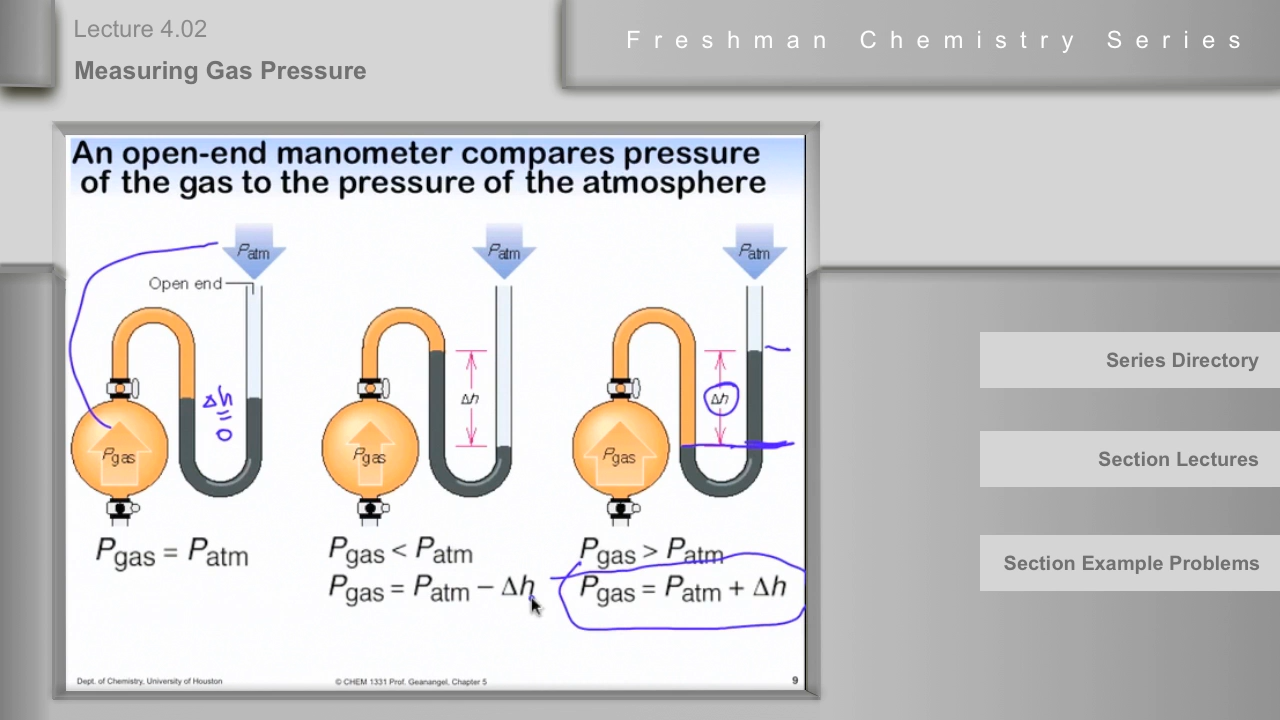 Lecture 4.02
Measuring Gas Pressure
Freshman Chemistry Series
An open-end manometer compares pressure
of the gas to the pressure of the atmosphere
Patm
Patm
Patm
Open end
Δh
=
0
Δh
Δh
Pgas
Pgas
Pgas
Pgas = Patm
Pgas < Patm
Pgas = Patm − Δh
Pgas > Patm
Pgas = Patm + Δh
Dept. of Chemistry, University of Houston
© CHEM 1331 Prof. Geanangel, Chapter 5
9
Series Directory
Section Lectures
Section Example Problems